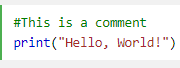 #This is a comment
print("Hello, World!")